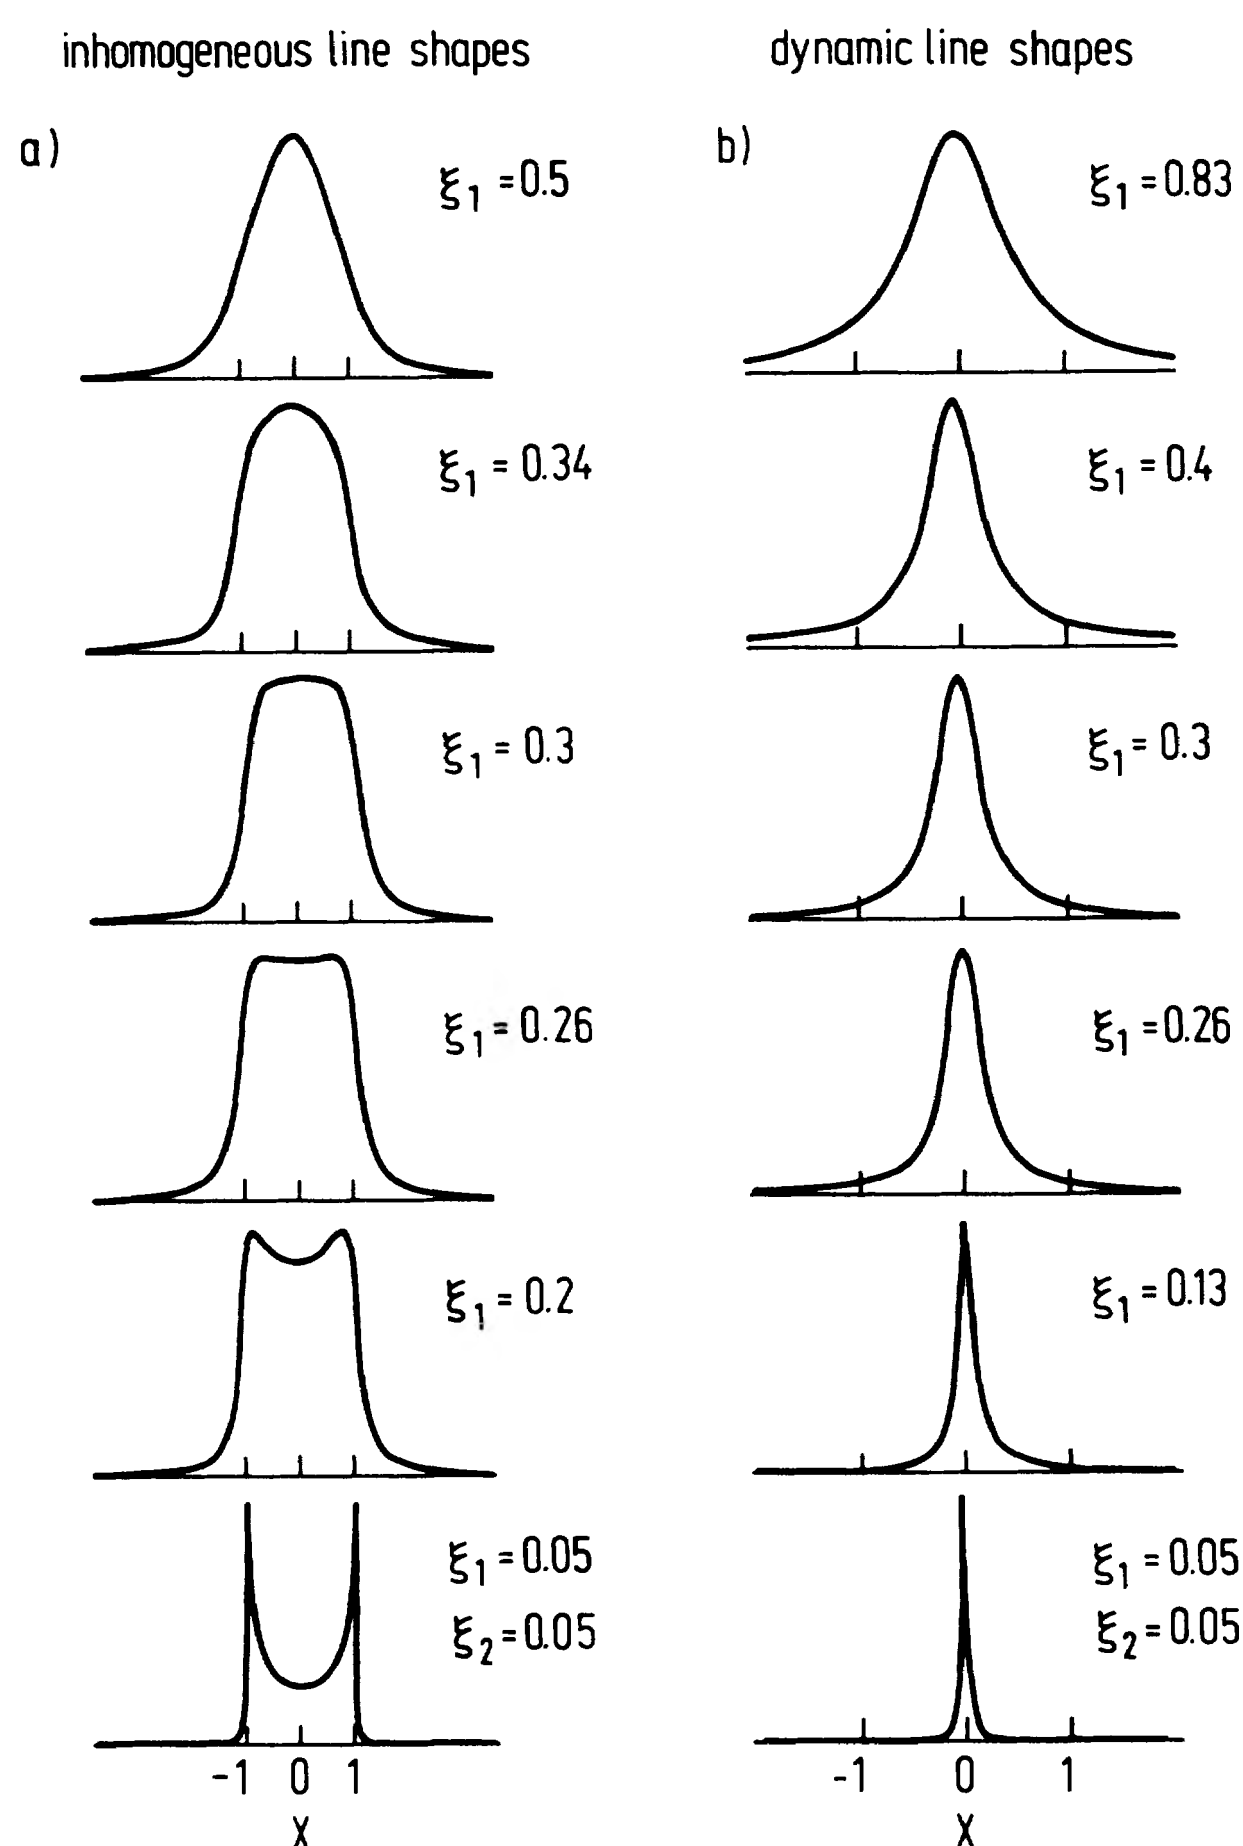 inhomogeneous line shapes
a)
ξ₁ = 0.5
ξ₁ = 0.34
ξ₁ = 0.3
ξ₁ = 0.26
ξ₁ = 0.2
ξ₁ = 0.05
ξ₂ = 0.05
-1 0 1
X
dynamic line shapes
b)
ξ₁ = 0.83
ξ₁ = 0.4
ξ₁ = 0.3
ξ₁ = 0.26
ξ₁ = 0.13
ξ₁ = 0.05
ξ₂ = 0.05
-1 0 1
X